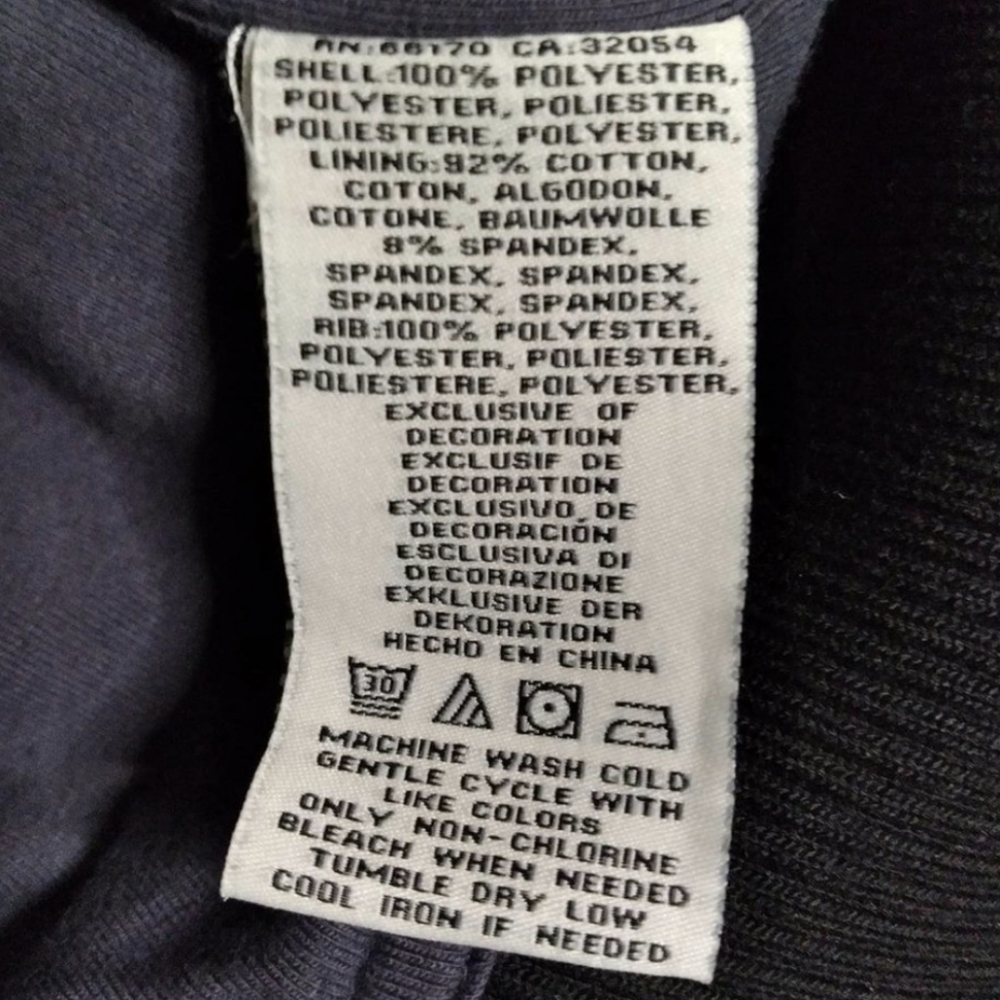 RN:66170 CA:32054
SHELL:100% POLYESTER,
POLYESTER, POLIESTER,
POLIESTERE, POLYESTER,
LINING:92% COTTON,
COTON, ALGODON,
COTONE, BAUMWOLLE
8% SPANDEX,
SPANDEX, SPANDEX,
SPANDEX, SPANDEX,
RIB:100% POLYESTER,
POLYESTER, POLIESTER,
POLIESTERE, POLYESTER,
EXCLUSIVE OF
DECORATION
EXCLUSIF DE
DECORATION
EXCLUSIVO DE
DECORACIÓN
ESCLUSIVA DI
DECORAZIONE
EXKLUSIVE DER
DEKORATION
HECHO EN CHINA
30
MACHINE WASH COLD
GENTLE CYCLE WITH
LIKE COLORS
ONLY NON-CHLORINE
BLEACH WHEN NEEDED
TUMBLE DRY LOW
COOL IRON IF NEEDED